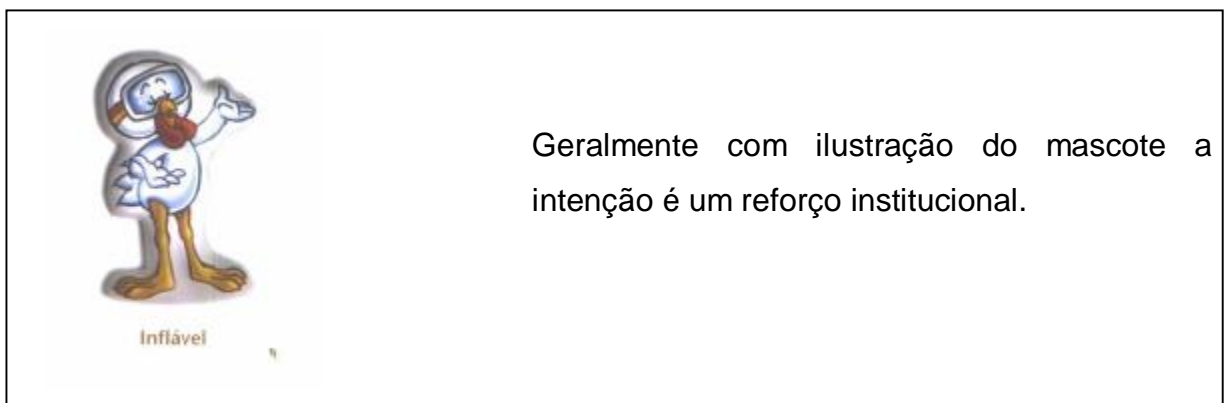 Geralmente com ilustração do mascote a
intenção é um reforço institucional.
Inflável